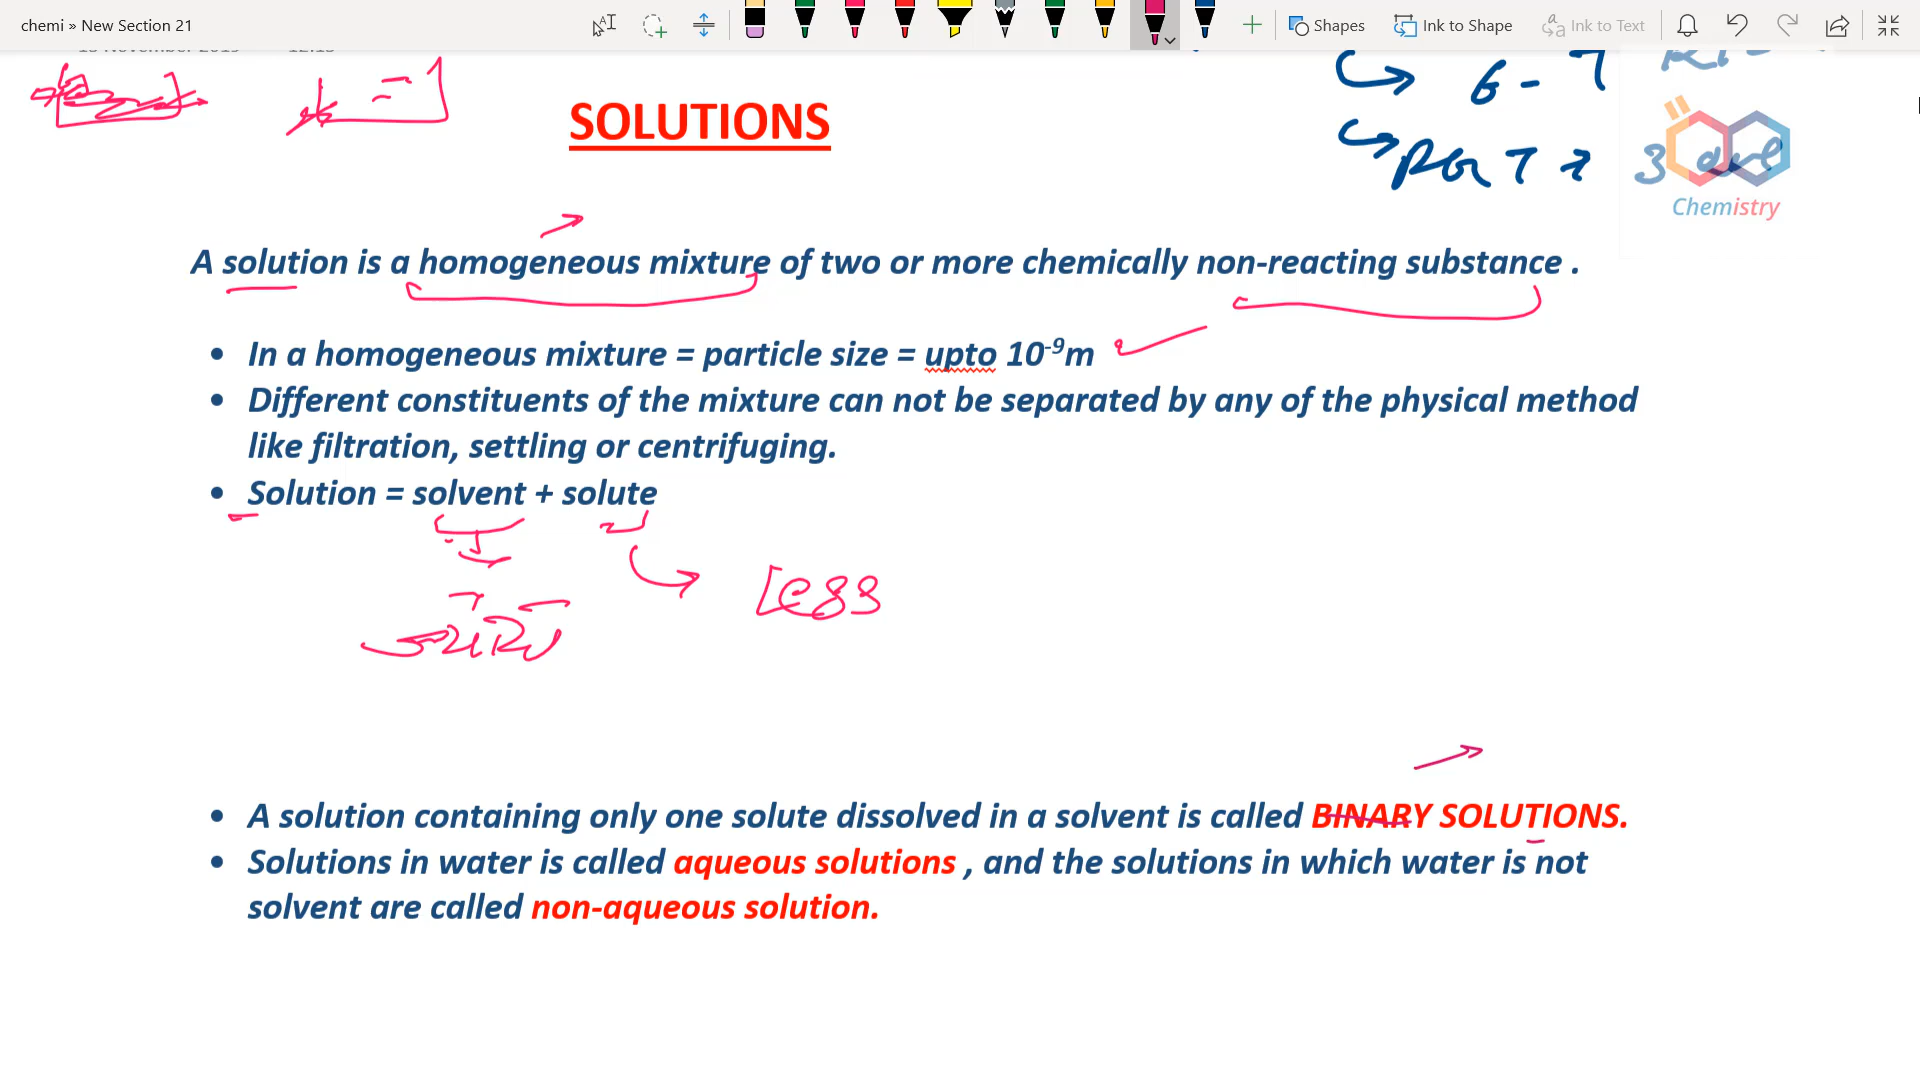 chemi » New Section 21
Shapes
Ink to Shape
Ink to Text
6 - 7
3
Chemistry
SOLUTIONS
A solution is a homogeneous mixture of two or more chemically non-reacting substance .
• In a homogeneous mixture = particle size = upto 10⁻⁹m
• Different constituents of the mixture can not be separated by any of the physical method
like filtration, settling or centrifuging.
• Solution = solvent + solute
less
• A solution containing only one solute dissolved in a solvent is called BINARY SOLUTIONS.
• Solutions in water is called aqueous solutions , and the solutions in which water is not
solvent are called non-aqueous solution.